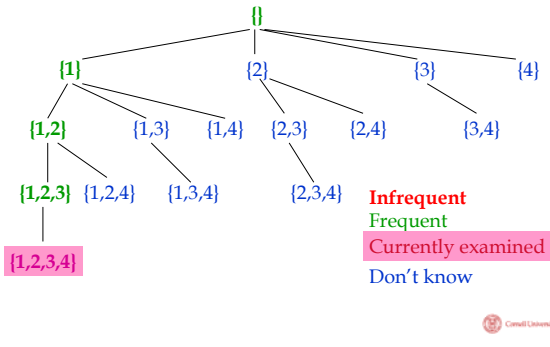 {}
{1} {2} {3} {4}
{1,2} {1,3} {1,4} {2,3} {2,4} {3,4}
{1,2,3} {1,2,4} {1,3,4} {2,3,4}
Infrequent
Frequent
Currently examined
{1,2,3,4}
Don't know
Cornell